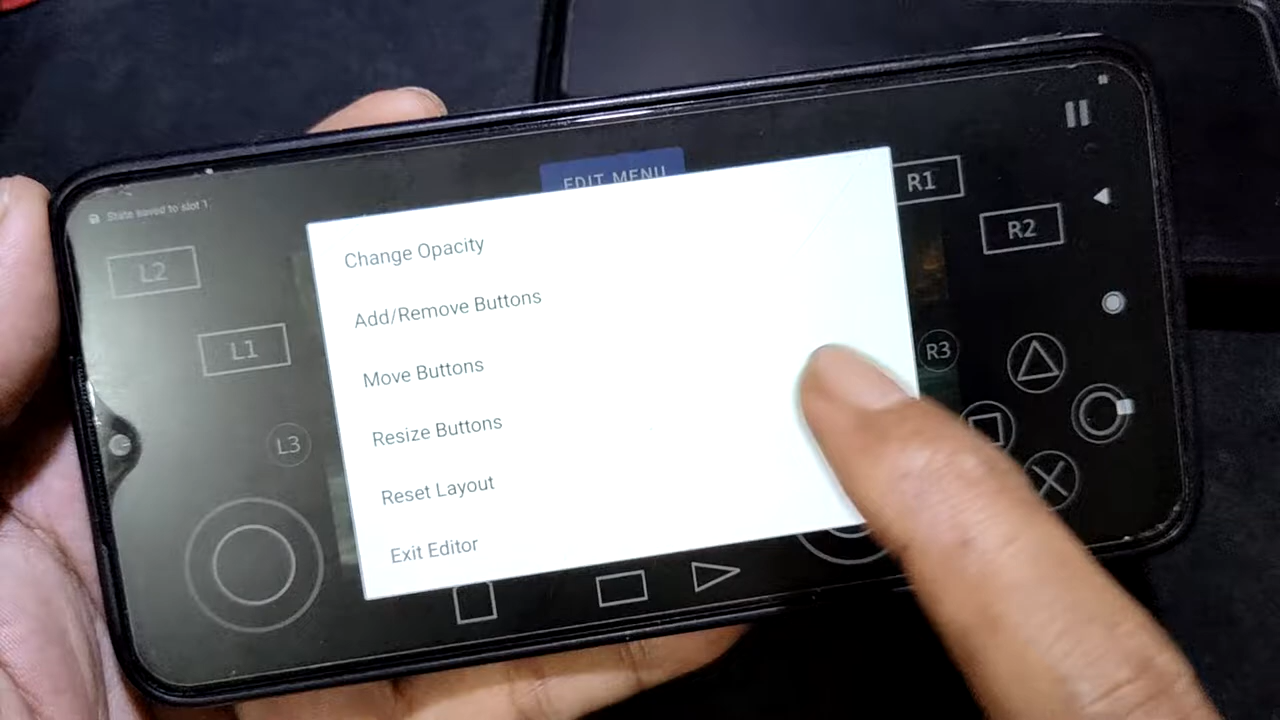 State saved to slot 1
EDIT MENU
R1
R2
L2
L1
L3
R3
Change Opacity
Add/Remove Buttons
Move Buttons
Resize Buttons
Reset Layout
Exit Editor